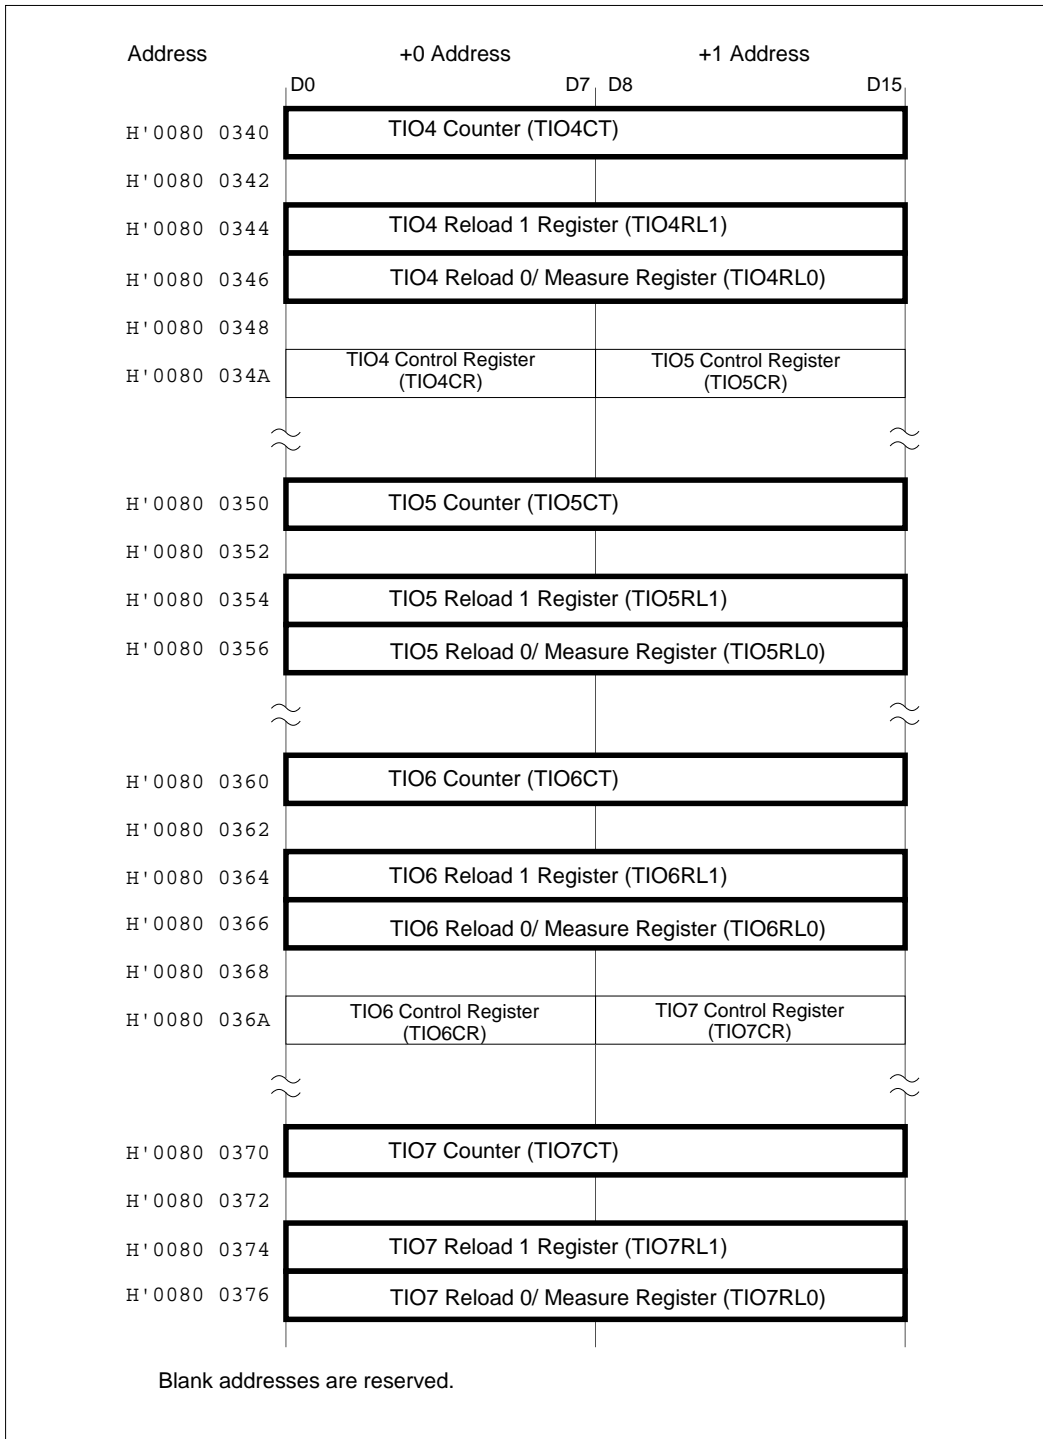 Address +0 Address +1 Address
D0 D7 D8 D15
H'0080 0340 TIO4 Counter (TIO4CT)
H'0080 0342
H'0080 0344 TIO4 Reload 1 Register (TIO4RL1)
H'0080 0346 TIO4 Reload 0/ Measure Register (TIO4RL0)
H'0080 0348
H'0080 034A TIO4 Control Register (TIO4CR) TIO5 Control Register (TIO5CR)
H'0080 0350 TIO5 Counter (TIO5CT)
H'0080 0352
H'0080 0354 TIO5 Reload 1 Register (TIO5RL1)
H'0080 0356 TIO5 Reload 0/ Measure Register (TIO5RL0)
H'0080 0360 TIO6 Counter (TIO6CT)
H'0080 0362
H'0080 0364 TIO6 Reload 1 Register (TIO6RL1)
H'0080 0366 TIO6 Reload 0/ Measure Register (TIO6RL0)
H'0080 0368
H'0080 036A TIO6 Control Register (TIO6CR) TIO7 Control Register (TIO7CR)
H'0080 0370 TIO7 Counter (TIO7CT)
H'0080 0372
H'0080 0374 TIO7 Reload 1 Register (TIO7RL1)
H'0080 0376 TIO7 Reload 0/ Measure Register (TIO7RL0)
Blank addresses are reserved.